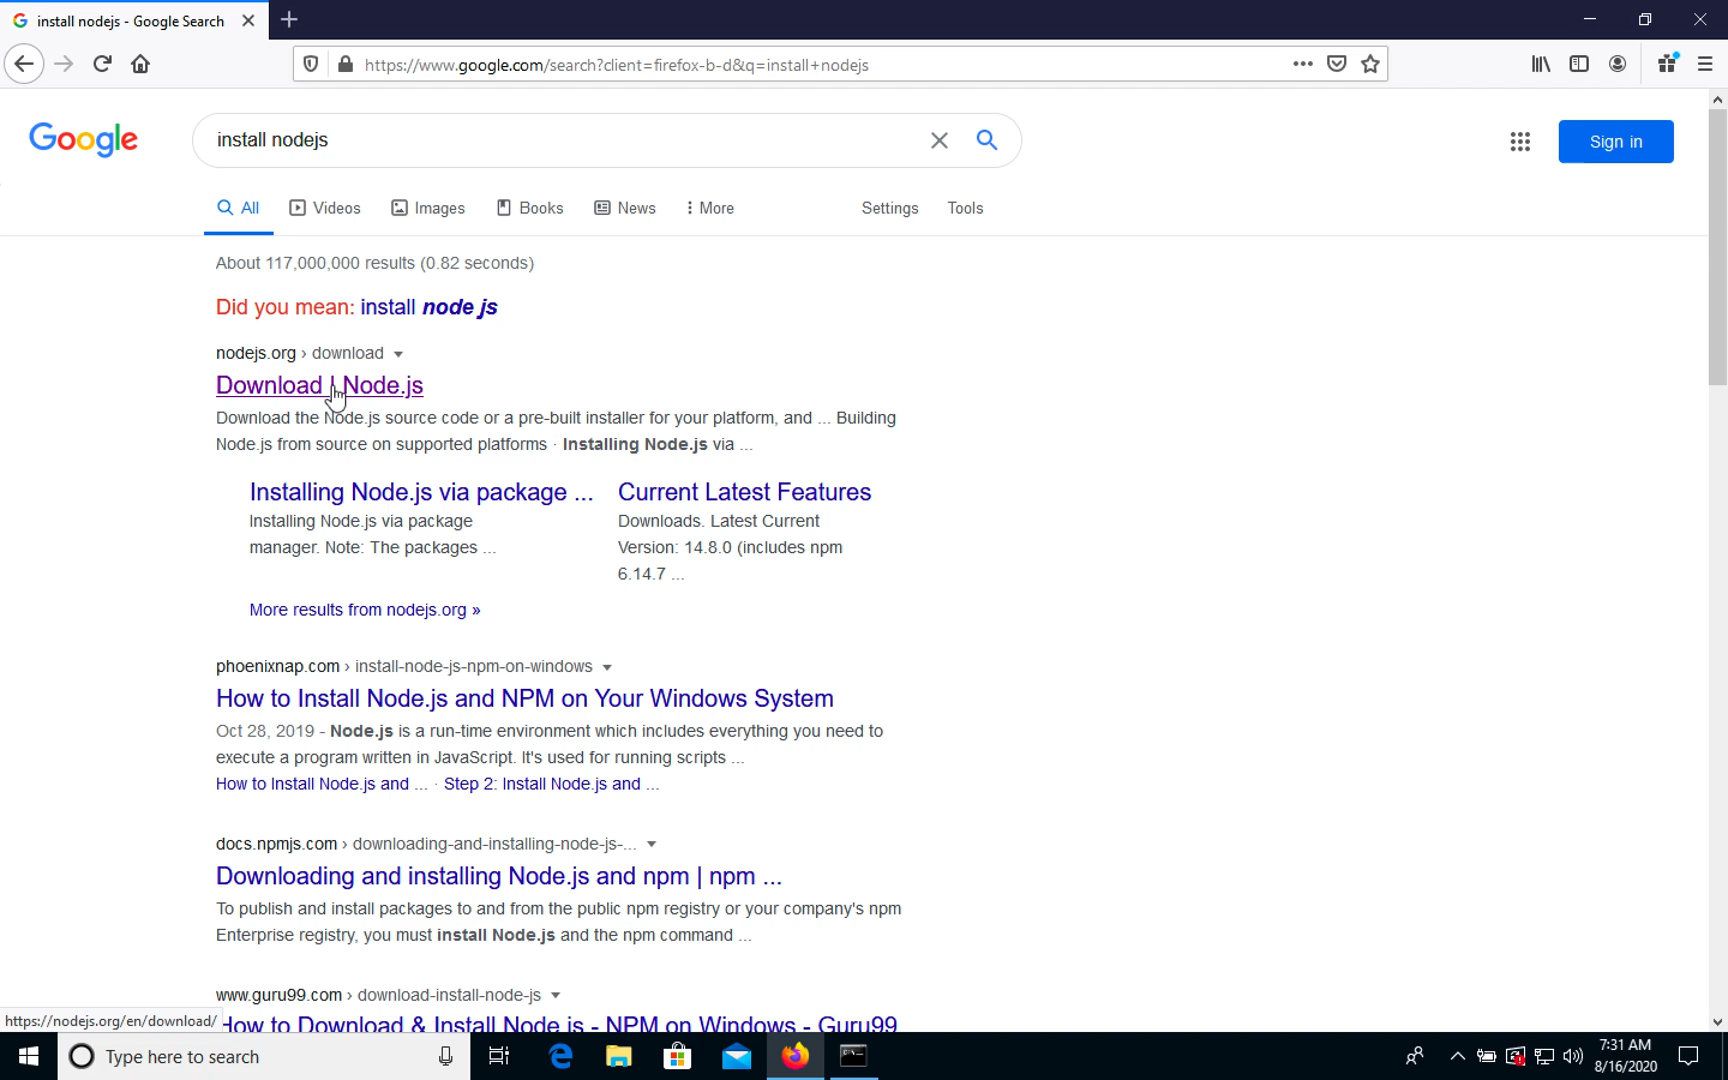 install nodejs - Google Search
https://www.google.com/search?client=firefox-b-d&q=install+nodejs
Google
install nodejs
Sign in
All
Videos
Images
Books
News
More
Settings
Tools
About 117,000,000 results (0.82 seconds)
Did you mean: install node js
nodejs.org › download
Download | Node.js
Download the Node.js source code or a pre-built installer for your platform, and ... Building
Node.js from source on supported platforms · Installing Node.js via ...
Installing Node.js via package ...
Installing Node.js via package
manager. Note: The packages ...
Current Latest Features
Downloads. Latest Current
Version: 14.8.0 (includes npm
6.14.7 ...
More results from nodejs.org »
phoenixnap.com › install-node-js-npm-on-windows
How to Install Node.js and NPM on Your Windows System
Oct 28, 2019 - Node.js is a run-time environment which includes everything you need to
execute a program written in JavaScript. It's used for running scripts ...
How to Install Node.js and ... · Step 2: Install Node.js and ...
docs.npmjs.com › downloading-and-installing-node-js-...
Downloading and installing Node.js and npm | npm ...
To publish and install packages to and from the public npm registry or your company's npm
Enterprise registry, you must install Node.js and the npm command ...
www.guru99.com › download-install-node-js
How to Download & Install Node.js - NPM on Windows - Guru99
https://nodejs.org/en/download/
Type here to search
7:31 AM
8/16/2020